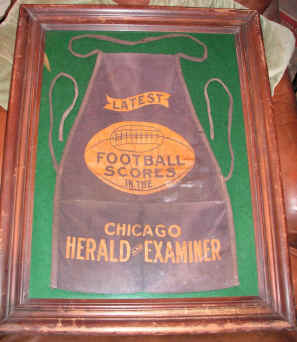 LATEST
FOOTBALL
SCORES
IN THE
CHICAGO
HERALD AND EXAMINER